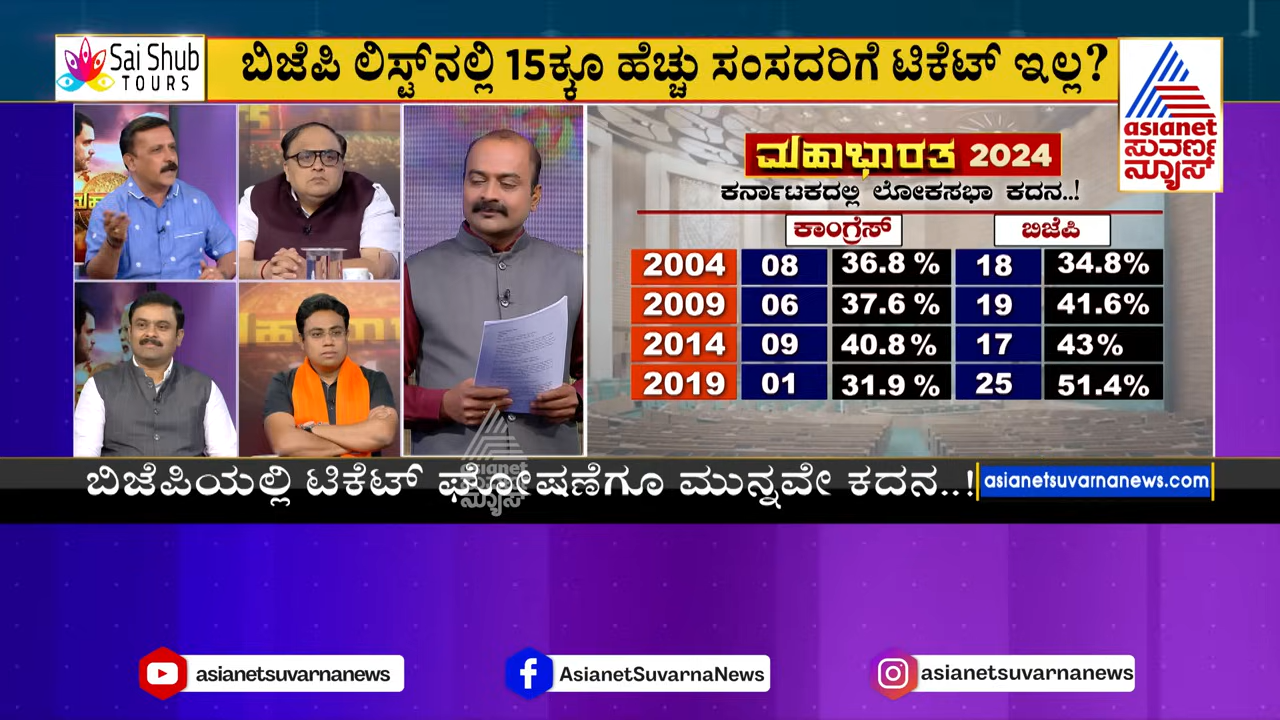 Sai Shub
TOURS
ಬಿಜೆಪಿ ಲಿಸ್ಟ್‌ನಲ್ಲಿ 15ಕ್ಕೂ ಹೆಚ್ಚು ಸಂಸದರಿಗೆ ಟಿಕೆಟ್ ಇಲ್ಲ?
asianet
ಸುವರ್ಣ
ನ್ಯೂಸ್
ಮಹಾಭಾರತ 2024
ಕರ್ನಾಟಕದಲ್ಲಿ ಲೋಕಸಭಾ ಕದನ..!
ಕಾಂಗ್ರೆಸ್ ಬಿಜೆಪಿ
2004 08 36.8 % 18 34.8%
2009 06 37.6 % 19 41.6%
2014 09 40.8 % 17 43%
2019 01 31.9 % 25 51.4%
ಬಿಜೆಪಿಯಲ್ಲಿ ಟಿಕೆಟ್ ಘೋಷಣೆಗೂ ಮುನ್ನವೇ ಕದನ..!
asianetsuvarnanews.com
asianet
ಸುವರ್ಣ
ನ್ಯೂಸ್
asianetsuvarnanews
AsianetSuvarnaNews
asianetsuvarnanews